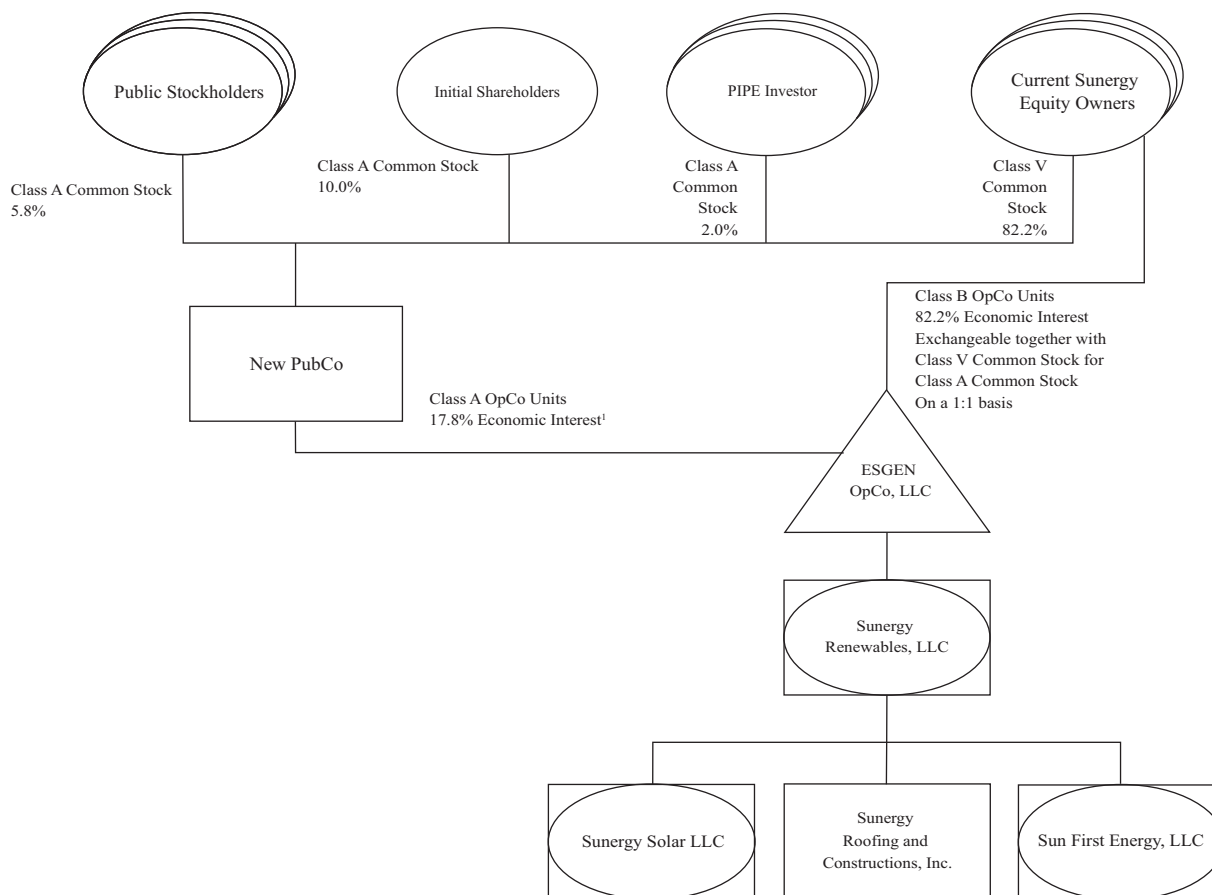 Public Stockholders
Initial Shareholders
PIPE Investor
Current Sunergy
Equity Owners
Class A Common Stock
5.8%
Class A Common Stock
10.0%
Class A
Common
Stock
2.0%
Class V
Common
Stock
82.2%
New PubCo
Class A OpCo Units
17.8% Economic Interest¹
Class B OpCo Units
82.2% Economic Interest
Exchangeable together with
Class V Common Stock for
Class A Common Stock
On a 1:1 basis
ESGEN
OpCo, LLC
Sunergy
Renewables, LLC
Sunergy Solar LLC
Sunergy
Roofing and
Constructions, Inc.
Sun First Energy, LLC